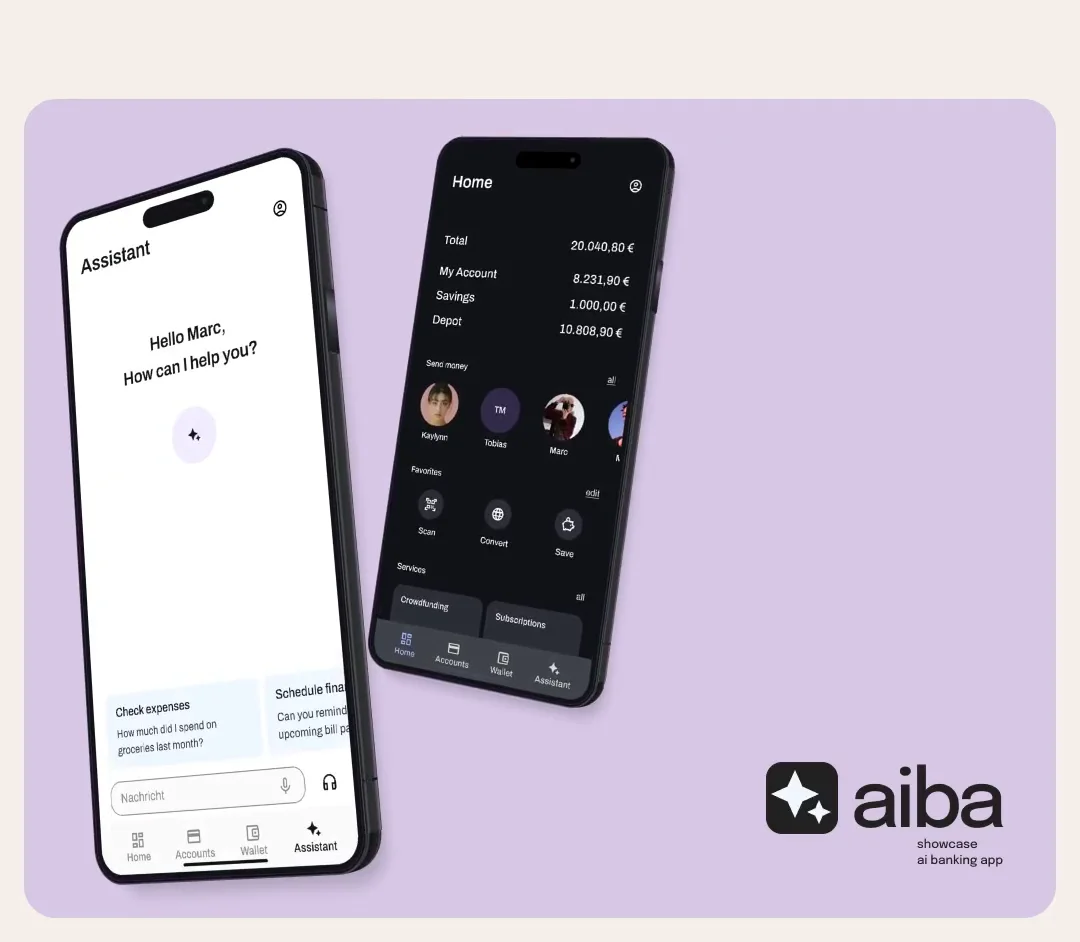 Assistant
Hello Marc,
How can I help you?
Check expenses
How much did I spend on
groceries last month?
Schedule finan
Can you remind
upcoming bill pa
Nachricht
Home
Accounts
Wallet
Assistant
Home
Total 20.040,80 €
My Account 8.231,90 €
Savings 1.000,00 €
Depot 10.808,90 €
Send money all
Kaylynn
TM
Tobias
Marc
Favorites edit
Scan
Convert
Save
Services all
Crowdfunding
Subscriptions
Home
Accounts
Wallet
Assistant
aiba
showcase
ai banking app